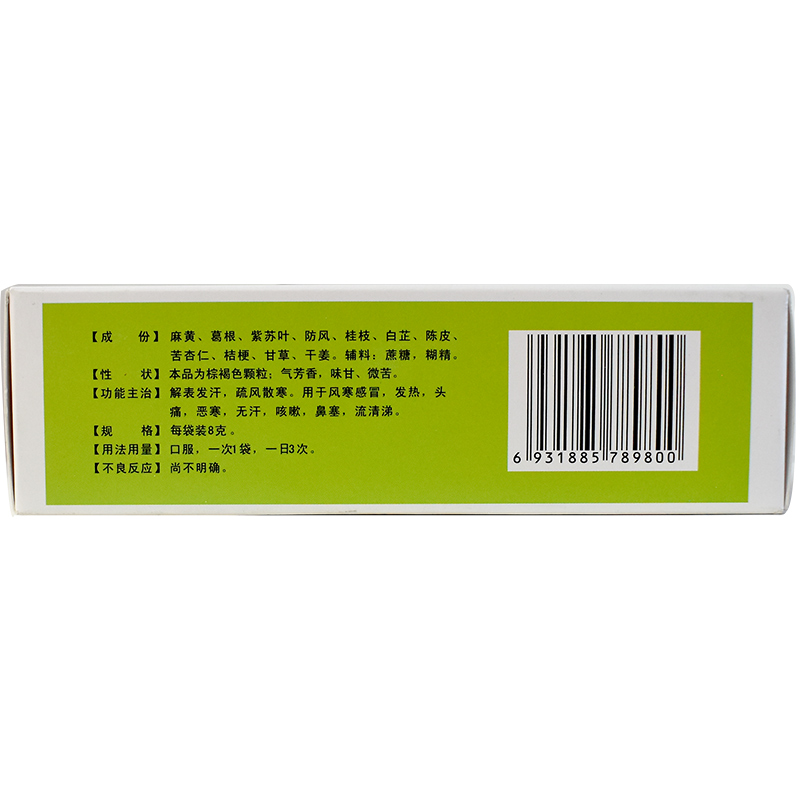 【成　份】 麻黄、葛根、紫苏叶、防风、桂枝、白芷、陈皮、
苦杏仁、桔梗、甘草、干姜。辅料：蔗糖，糊精。
【性　状】 本品为棕褐色颗粒；气芳香，味甘、微苦。
【功能主治】 解表发汗，疏风散寒。用于风寒感冒，发热，头
痛，恶寒，无汗，咳嗽，鼻塞，流清涕。
【规　格】 每袋装8克。
【用法用量】 口服，一次1袋，一日3次。
【不良反应】 尚不明确。
6 931885 789800